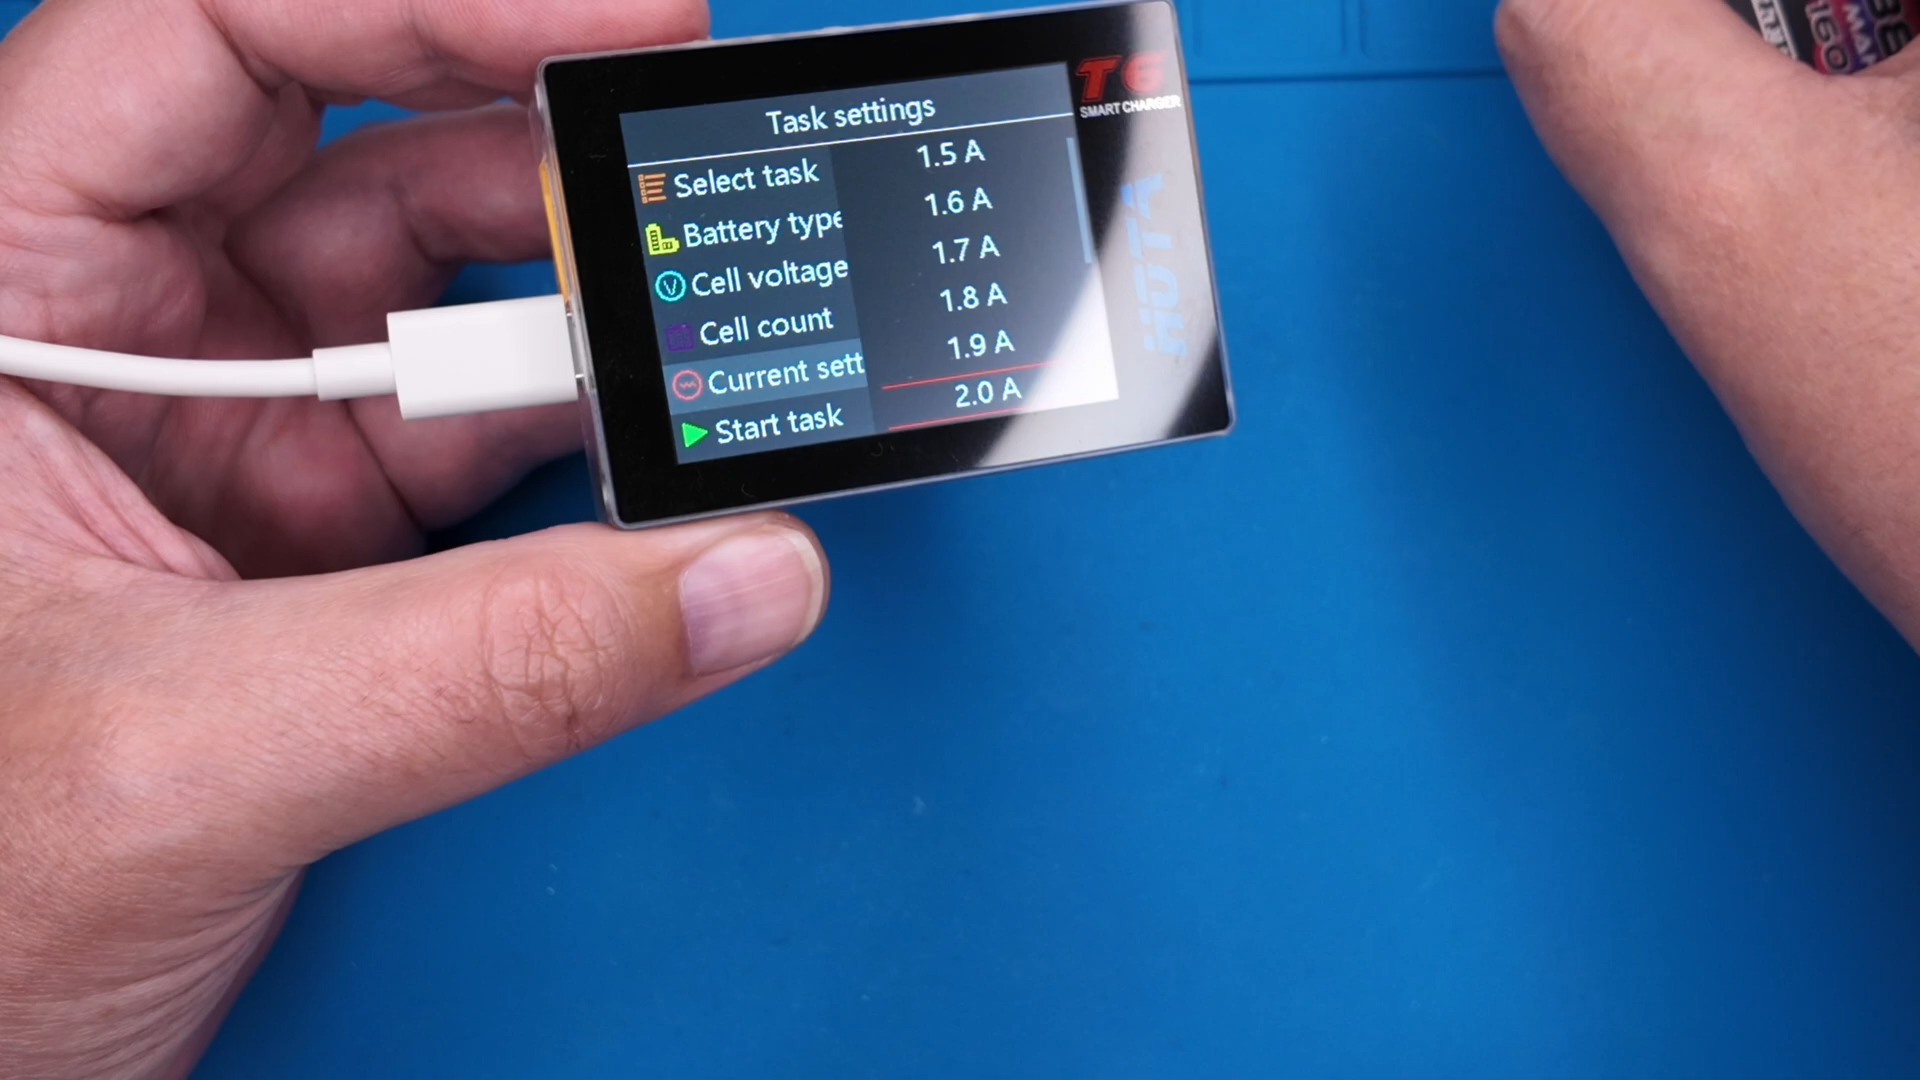 Task settings
Select task
Battery type
Cell voltage
Cell count
Current sett
Start task
1.5 A
1.6 A
1.7 A
1.8 A
1.9 A
2.0 A
T6
SMART CHARGER
HOTA
160